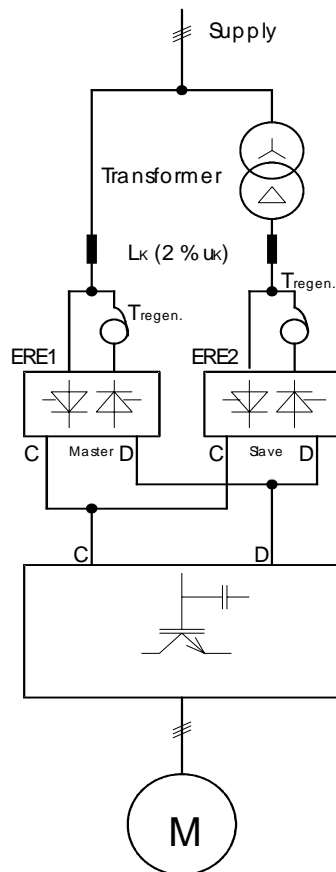 Supply
Transformer
LK (2 % uK)
Tregen.
Tregen.
ERE1
ERE2
C Master D
C Slave D
C D
M